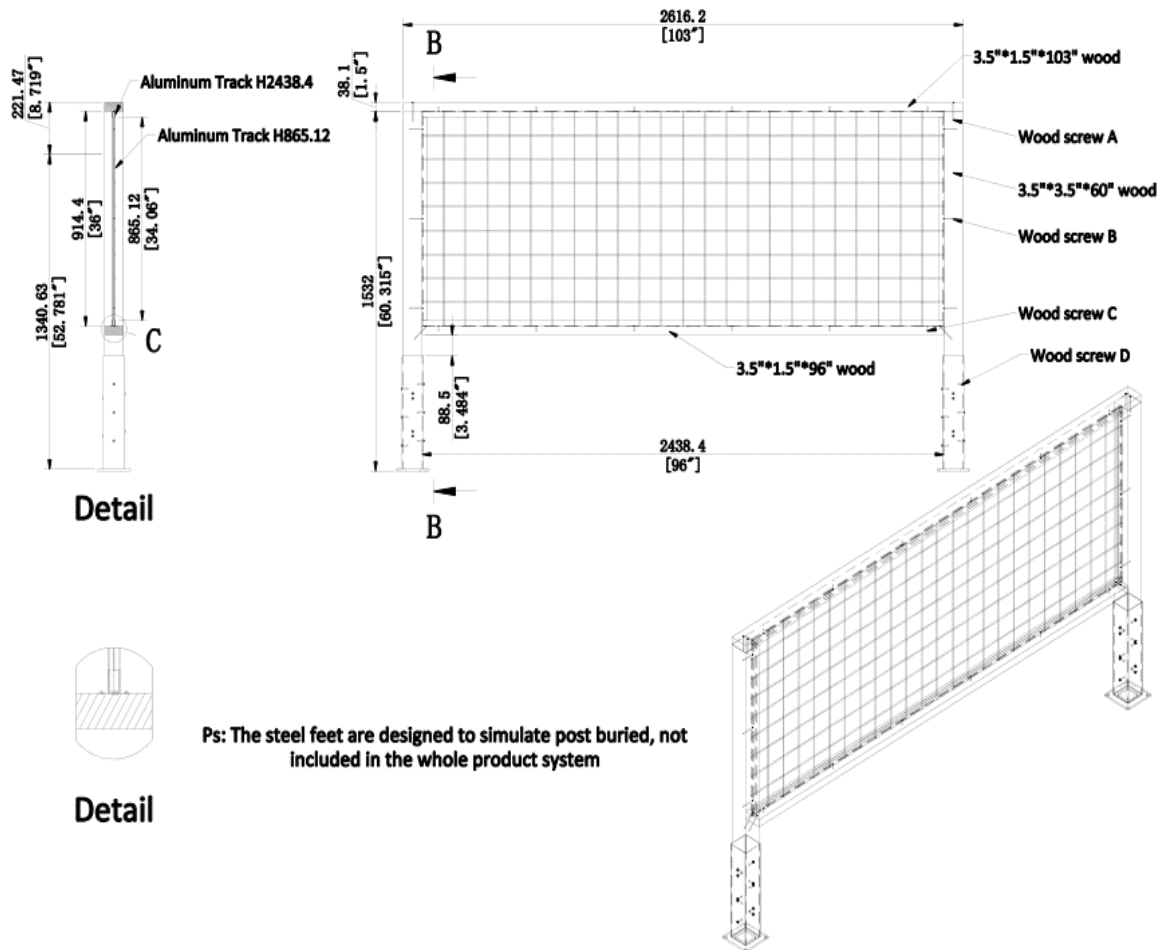 2616.2
[103"]
B
38.1
[1.5"]
3.5"*1.5"*103" wood
221.47
[8.719"]
Aluminum Track H2438.4
Aluminum Track H865.12
Wood screw A
3.5"*3.5"*60" wood
914.4
[36"]
865.12
[34.06"]
Wood screw B
1340.63
[52.781"]
1532
[60.315"]
C
Wood screw C
3.5"*1.5"*96" wood
Wood screw D
88.5
[3.484"]
2438.4
[96"]
Detail
B
Ps: The steel feet are designed to simulate post buried, not
included in the whole product system
Detail